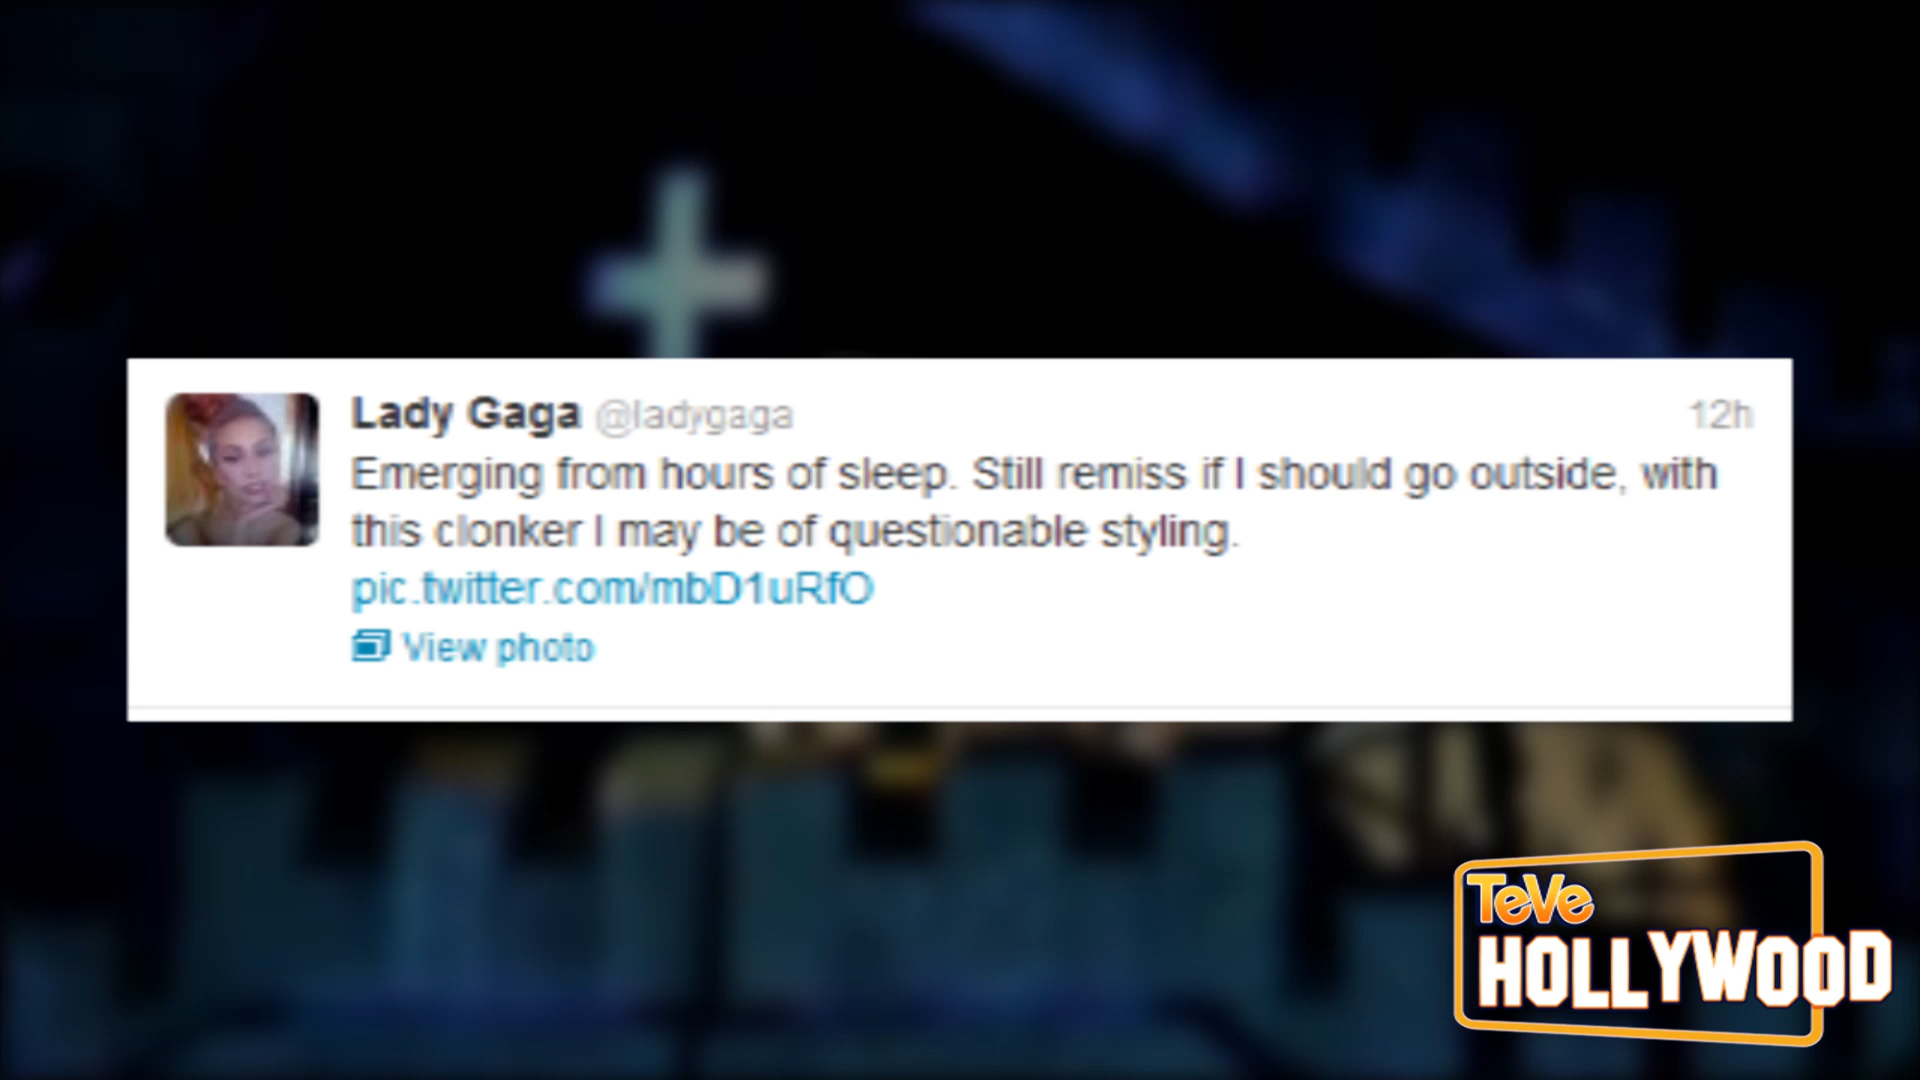 Lady Gaga @ladygaga 12h
Emerging from hours of sleep. Still remiss if I should go outside, with
this clonker I may be of questionable styling.
pic.twitter.com/mbD1uRfO
View photo
TeVe
HOLLYWOOD